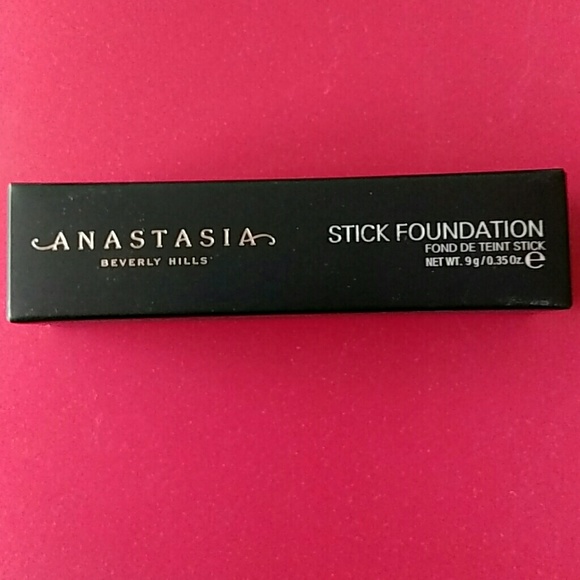 ANASTASIA
BEVERLY HILLS
STICK FOUNDATION
FOND DE TEINT STICK
NET WT. 9 g / 0.35 Oz. e